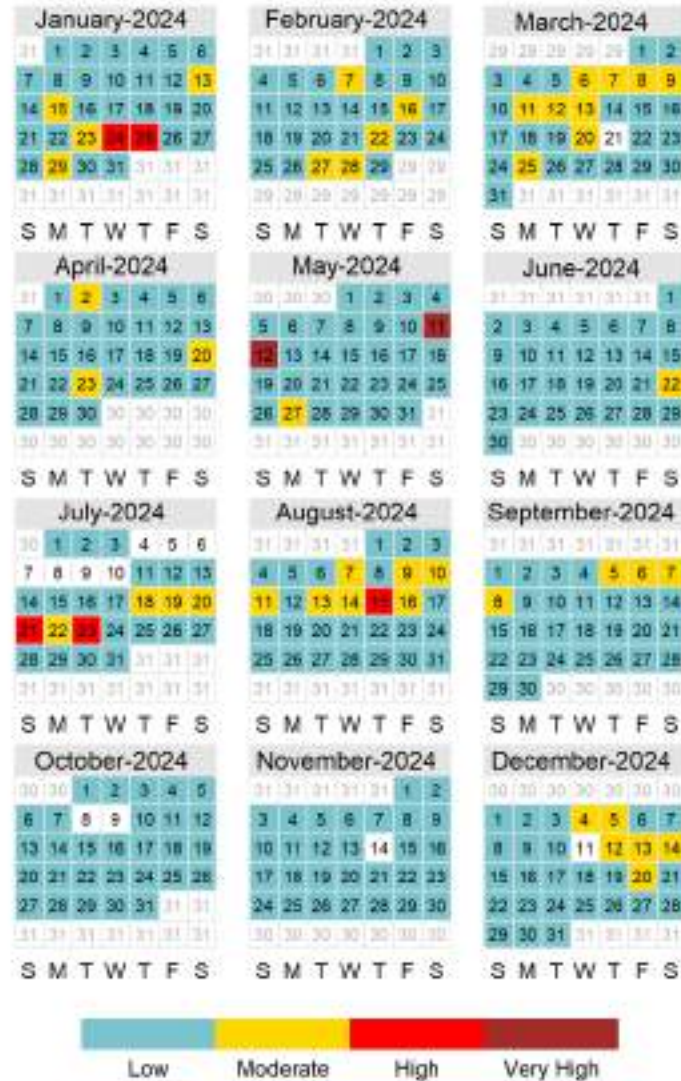 January-2024
31 1 2 3 4 5 6
7 8 9 10 11 12 13
14 15 16 17 18 19 20
21 22 23 24 25 26 27
28 29 30 31 31 31 31
31 31 31 31 31 31 31
S M T W T F S
February-2024
31 31 31 31 1 2 3
4 5 6 7 8 9 10
11 12 13 14 15 16 17
18 19 20 21 22 23 24
25 26 27 28 29 29 29
29 29 29 29 29 29 29
S M T W T F S
March-2024
29 29 29 29 29 1 2
3 4 5 6 7 8 9
10 11 12 13 14 15 16
17 18 19 20 21 22 23
24 25 26 27 28 29 30
31 31 31 31 31 31 31
S M T W T F S
April-2024
31 1 2 3 4 5 6
7 8 9 10 11 12 13
14 15 16 17 18 19 20
21 22 23 24 25 26 27
28 29 30 30 30 30 30
30 30 30 30 30 30 30
S M T W T F S
May-2024
30 30 30 1 2 3 4
5 6 7 8 9 10 11
12 13 14 15 16 17 18
19 20 21 22 23 24 25
26 27 28 29 30 31 31
31 31 31 31 31 31 31
S M T W T F S
June-2024
31 31 31 31 31 31 1
2 3 4 5 6 7 8
9 10 11 12 13 14 15
16 17 18 19 20 21 22
23 24 25 26 27 28 29
30 30 30 30 30 30 30
S M T W T F S
July-2024
30 1 2 3 4 5 6
7 8 9 10 11 12 13
14 15 16 17 18 19 20
21 22 23 24 25 26 27
28 29 30 31 31 31 31
31 31 31 31 31 31 31
S M T W T F S
August-2024
31 31 31 31 1 2 3
4 5 6 7 8 9 10
11 12 13 14 15 16 17
18 19 20 21 22 23 24
25 26 27 28 29 30 31
31 31 31 31 31 31 31
S M T W T F S
September-2024
31 31 31 31 31 31 31
1 2 3 4 5 6 7
8 9 10 11 12 13 14
15 16 17 18 19 20 21
22 23 24 25 26 27 28
29 30 30 30 30 30 30
S M T W T F S
October-2024
30 30 1 2 3 4 5
6 7 8 9 10 11 12
13 14 15 16 17 18 19
20 21 22 23 24 25 26
27 28 29 30 31 31 31
31 31 31 31 31 31 31
S M T W T F S
November-2024
31 31 31 31 31 1 2
3 4 5 6 7 8 9
10 11 12 13 14 15 16
17 18 19 20 21 22 23
24 25 26 27 28 29 30
30 30 30 30 30 30 30
S M T W T F S
December-2024
30 30 30 30 30 30 30
1 2 3 4 5 6 7
8 9 10 11 12 13 14
15 16 17 18 19 20 21
22 23 24 25 26 27 28
29 30 31 31 31 31 31
S M T W T F S
Low Moderate High Very High